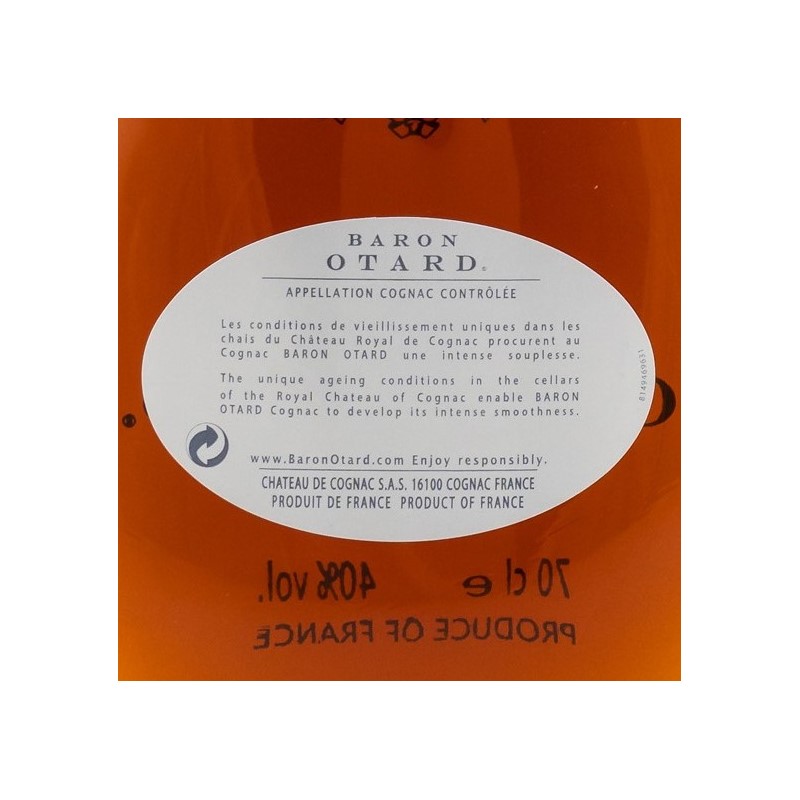 BARON
OTARD
APPELLATION COGNAC CONTRÔLÉE
Les conditions de vieillissement uniques dans les
chais du Château Royal de Cognac procurent au
Cognac BARON OTARD une intense souplesse.
The unique ageing conditions in the cellars
of the Royal Chateau of Cognac enable BARON
OTARD Cognac to develop its intense smoothness.
www.BaronOtard.com Enjoy responsibly.
CHATEAU DE COGNAC S.A.S. 16100 COGNAC FRANCE
PRODUIT DE FRANCE PRODUCT OF FRANCE
70 cl e 40% vol.
PRODUCE OF FRANCE